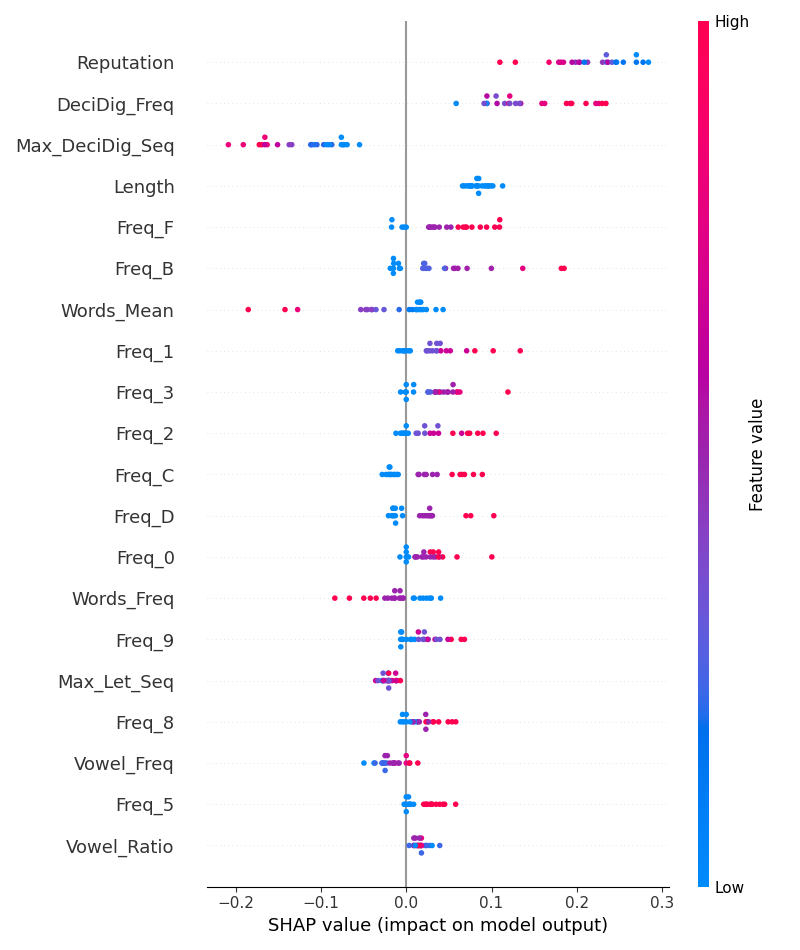 High
Reputation
DeciDig_Freq
Max_DeciDig_Seq
Length
Freq_F
Freq_B
Words_Mean
Freq_1
Freq_3
Freq_2
Freq_C
Freq_D
Freq_0
Words_Freq
Freq_9
Max_Let_Seq
Freq_8
Vowel_Freq
Freq_5
Vowel_Ratio
Feature value
Low
−0.2 −0.1 0.0 0.1 0.2 0.3
SHAP value (impact on model output)